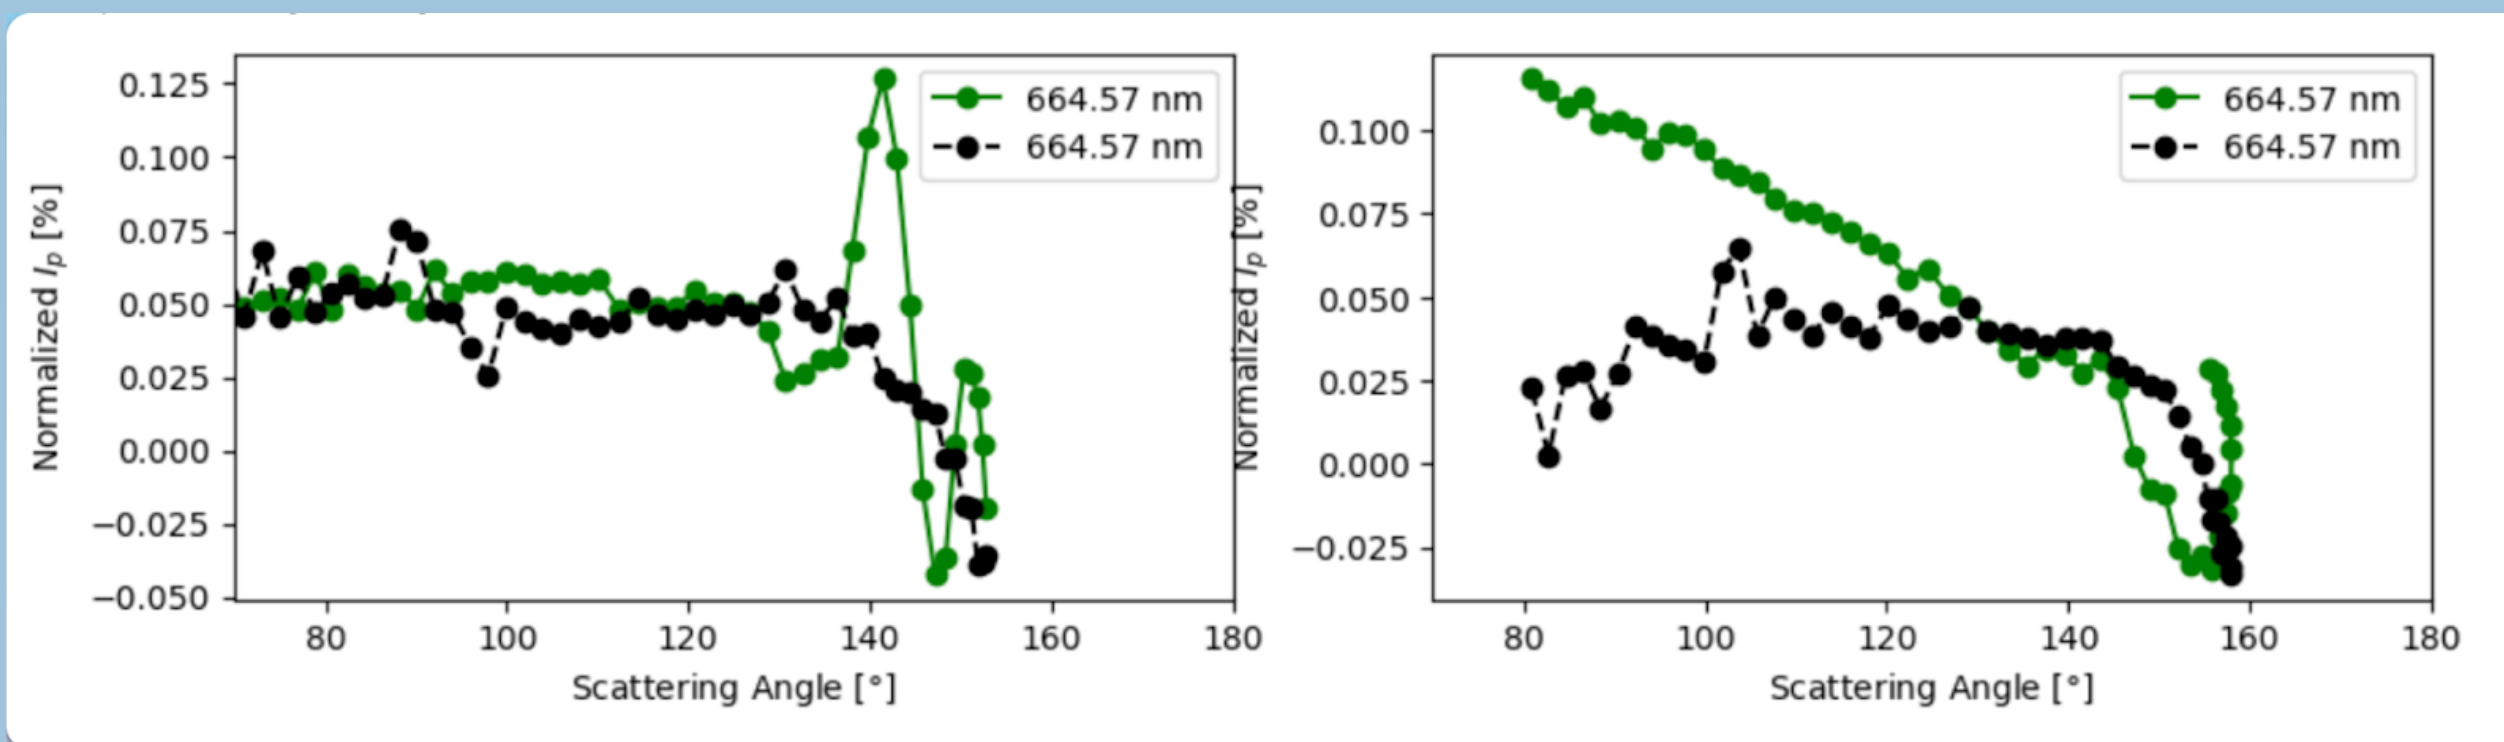 0.125
0.100
0.075
0.050
0.025
0.000
−0.025
−0.050
Normalized Ip [%]
664.57 nm
664.57 nm
80 100 120 140 160 180
Scattering Angle [°]
0.100
0.075
0.050
0.025
0.000
−0.025
Normalized Ip [%]
664.57 nm
664.57 nm
80 100 120 140 160 180
Scattering Angle [°]